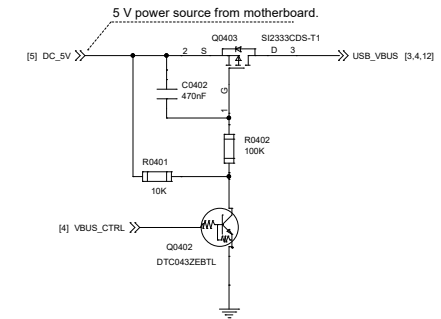 5 V power source from motherboard.
Q0403 SI2333CDS-T1
[5] DC_5V 2 S D 3 USB_VBUS [3,4,12]
C0402
470nF
G
1
R0402
100K
R0401
10K
[4] VBUS_CTRL
Q0402
DTC043ZEBTL